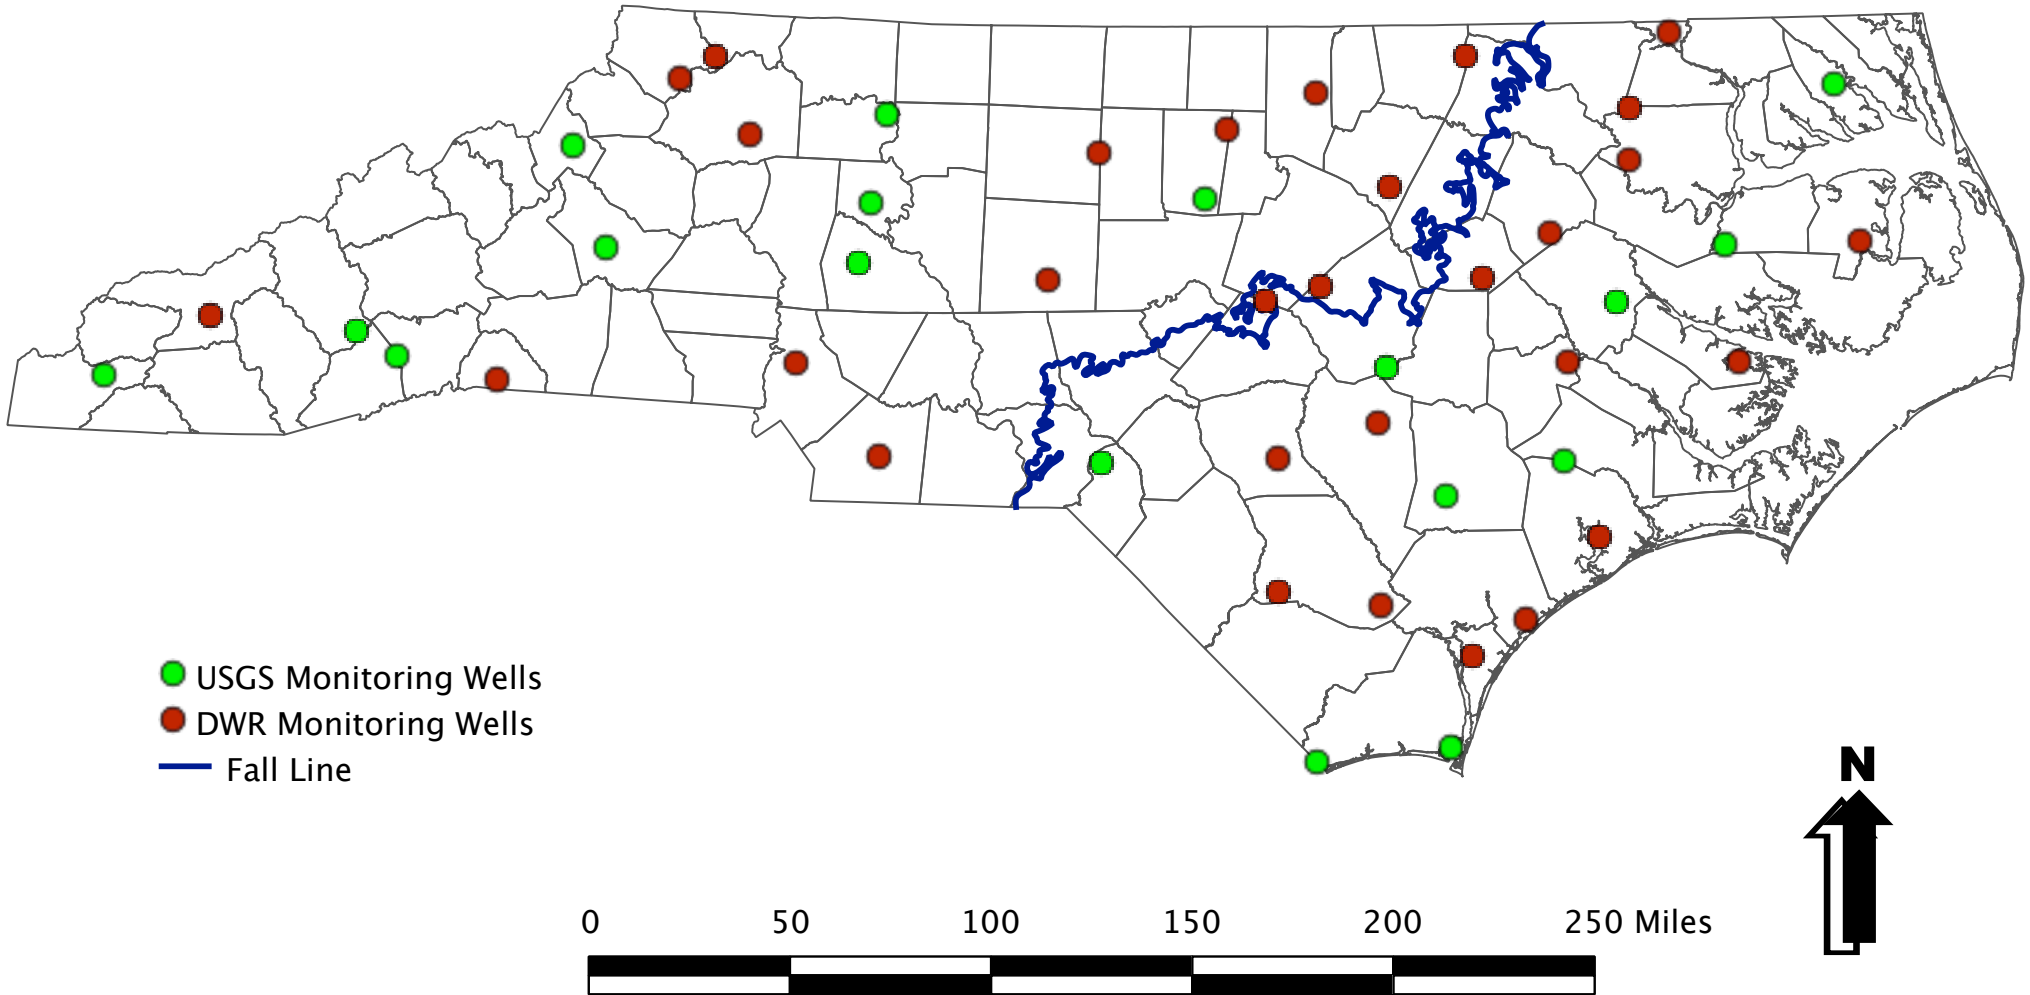 USGS Monitoring Wells
DWR Monitoring Wells
Fall Line
N
0 50 100 150 200 250 Miles